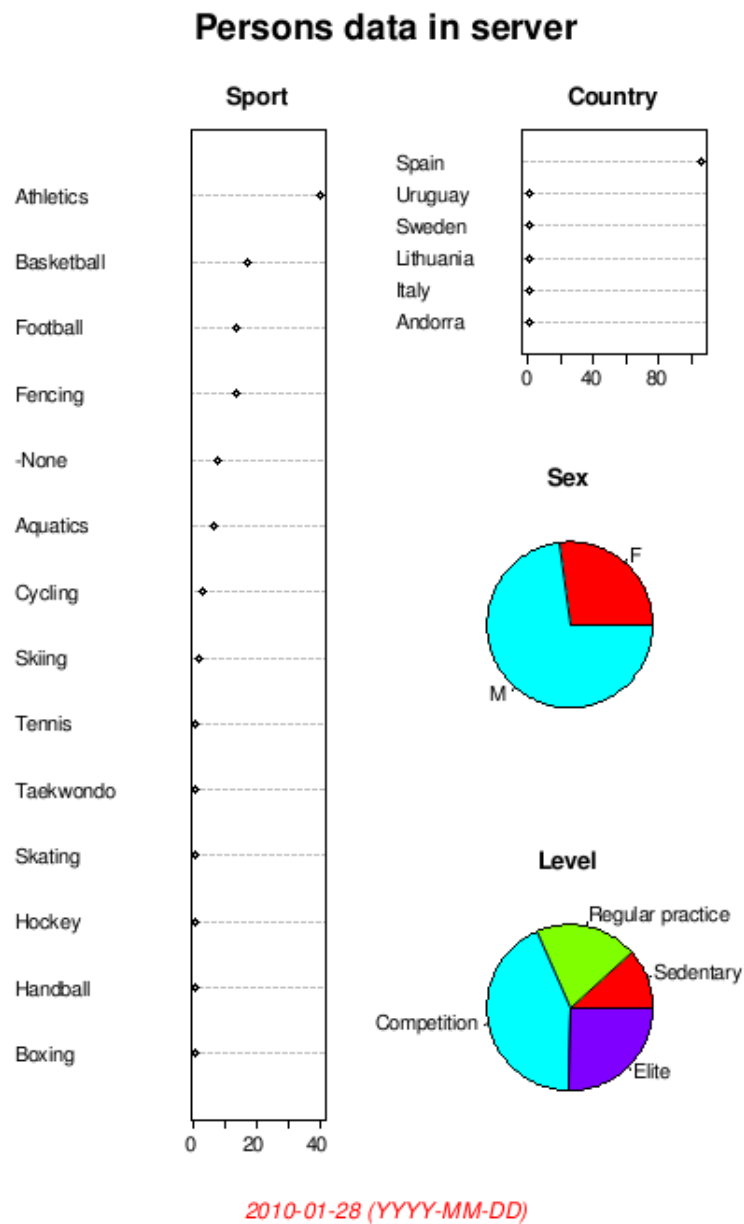 Persons data in server
Sport
Athletics
Basketball
Football
Fencing
-None
Aquatics
Cycling
Skiing
Tennis
Taekwondo
Skating
Hockey
Handball
Boxing
0 20 40
Country
Spain
Uruguay
Sweden
Lithuania
Italy
Andorra
0 40 80
Sex
F
M
Level
Regular practice
Sedentary
Competition
Elite
2010-01-28 (YYYY-MM-DD)